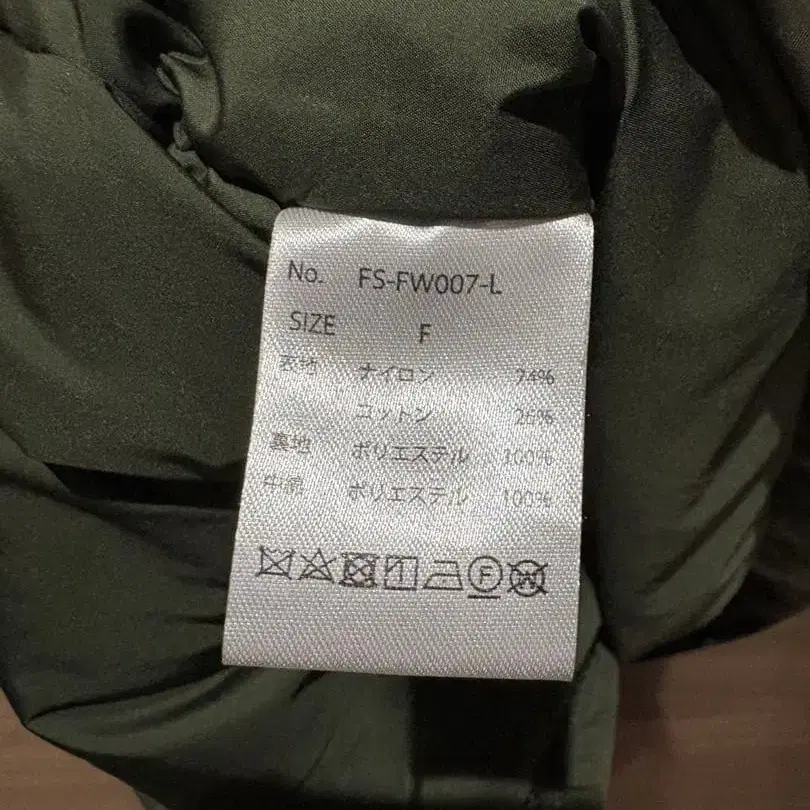 No. FS-FW007-L
SIZE F
表地 ナイロン 74%
コットン 26%
裏地 ポリエステル 100%
中綿 ポリエステル 100%
F W